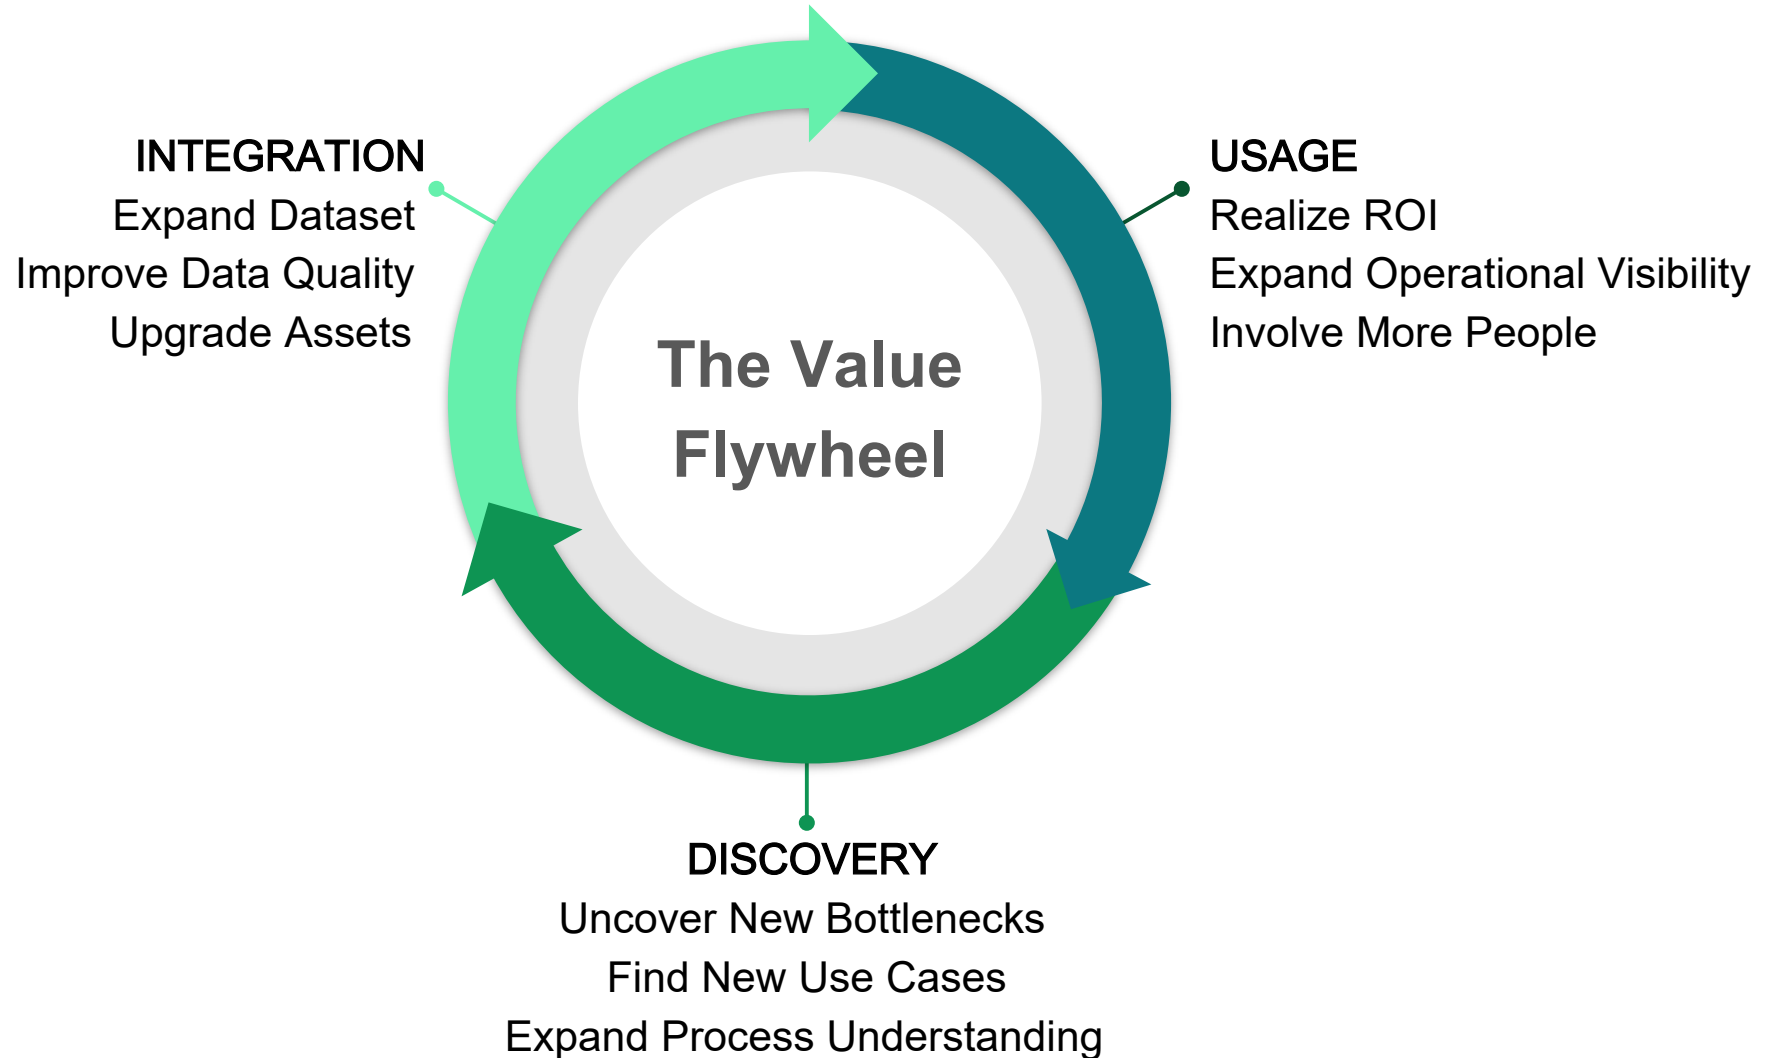 INTEGRATION
Expand Dataset
Improve Data Quality
Upgrade Assets
The Value
Flywheel
USAGE
Realize ROI
Expand Operational Visibility
Involve More People
DISCOVERY
Uncover New Bottlenecks
Find New Use Cases
Expand Process Understanding